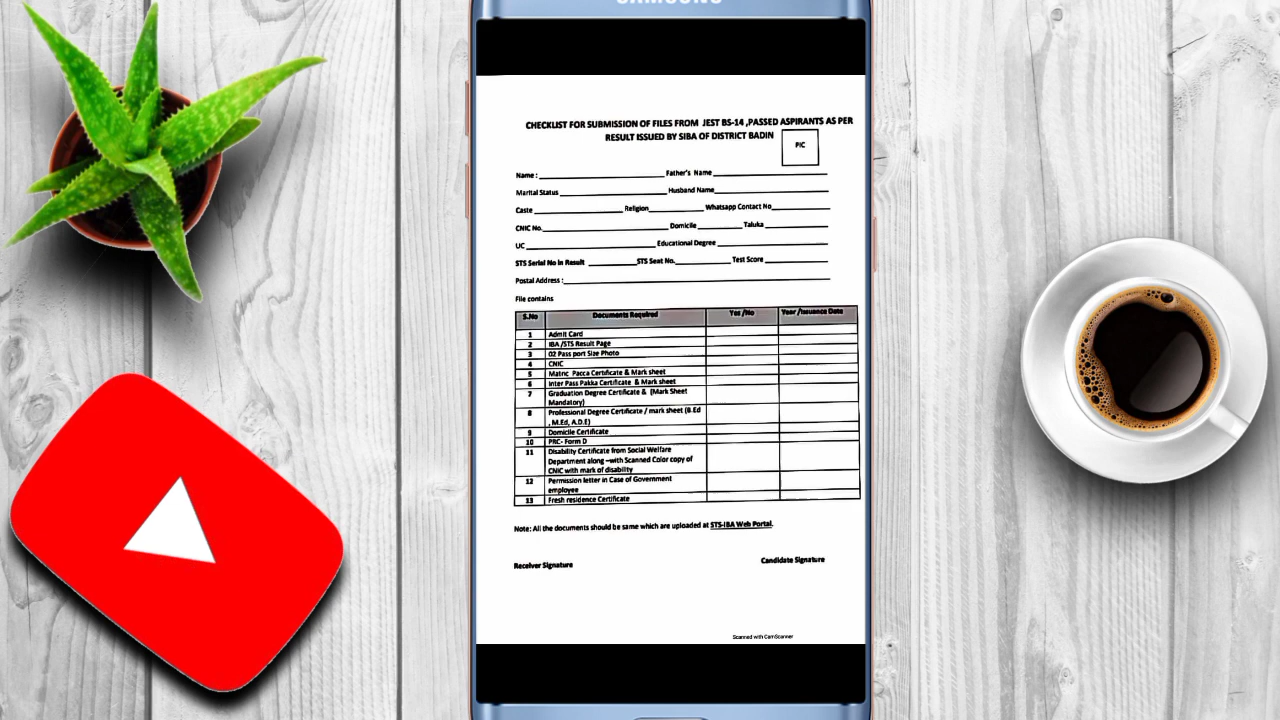 SAMSUNG
CHECKLIST FOR SUBMISSION OF FILES FROM JEST BS-14 ,PASSED ASPIRANTS AS PER
RESULT ISSUED BY SIBA OF DISTRICT BADIN
PIC
Name : Father's Name
Marital Status Husband Name
Caste Religion Whatsapp Contact No
CNIC No. Domicile Taluka
UC Educational Degree
STS Serial No in Result STS Seat No. Test Score
Postal Address :
File contains
S.No Documents Required Yes /No Year /Issuance Date
1 Admit Card
2 IBA /STS Result Page
3 02 Pass port Size Photo
4 CNIC
5 Matric Pacca Certificate & Mark sheet
6 Inter Pass Pakka Certificate & Mark sheet
7 Graduation Degree Certificate & (Mark Sheet
Mandatory)
8 Professional Degree Certificate / mark sheet (B.Ed
, M.Ed, A.D.E)
9 Domicile Certificate
10 PRC- Form D
11 Disability Certificate from Social Welfare
Department along –with Scanned Color copy of
CNIC with mark of disability
12 Permission letter in Case of Government
employee
13 Fresh residence Certificate
Note: All the documents should be same which are uploaded at STS-IBA Web Portal.
Receiver Signature Candidate Signature
Scanned with CamScanner